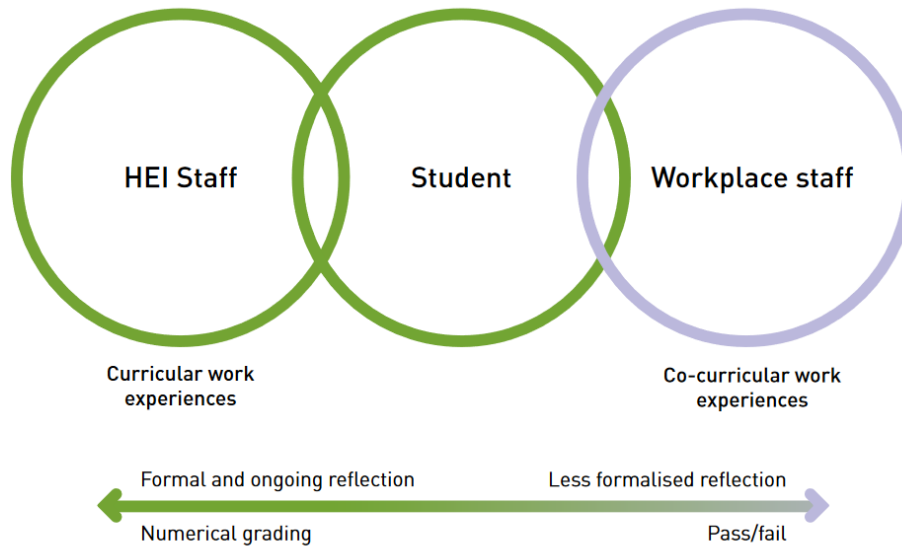 HEI Staff
Student
Workplace staff
Curricular work
experiences
Co-curricular work
experiences
Formal and ongoing reflection
Less formalised reflection
Numerical grading
Pass/fail